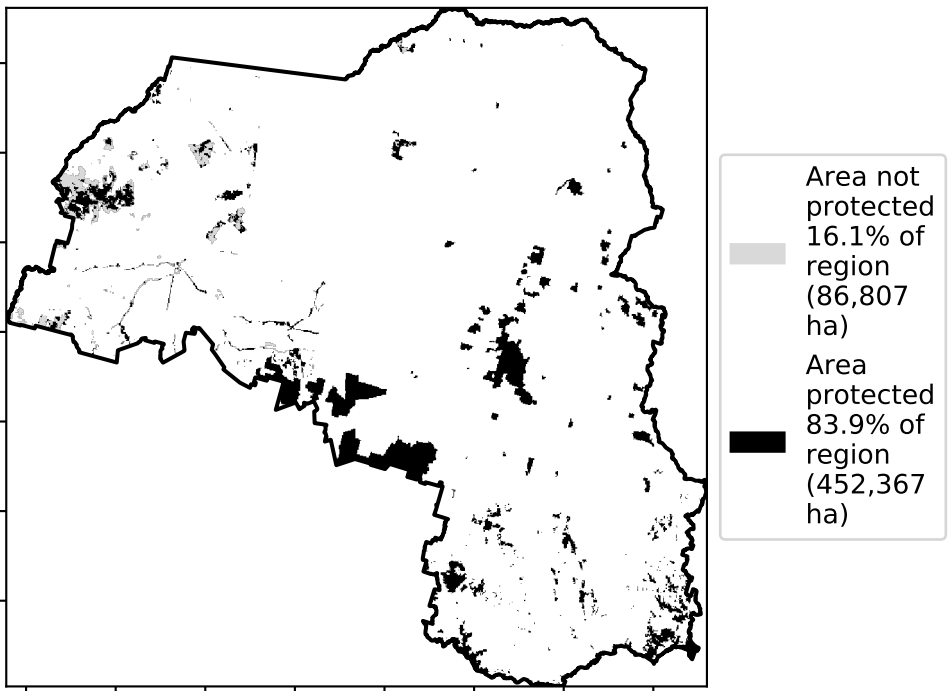 Area not
protected
16.1% of
region
(86,807
ha)
Area
protected
83.9% of
region
(452,367
ha)